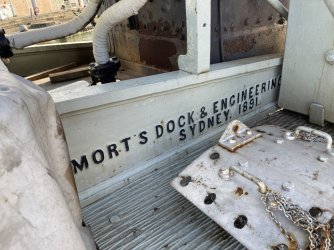 MORT'S DOCK & ENGINEERING
SYDNEY. 1891.